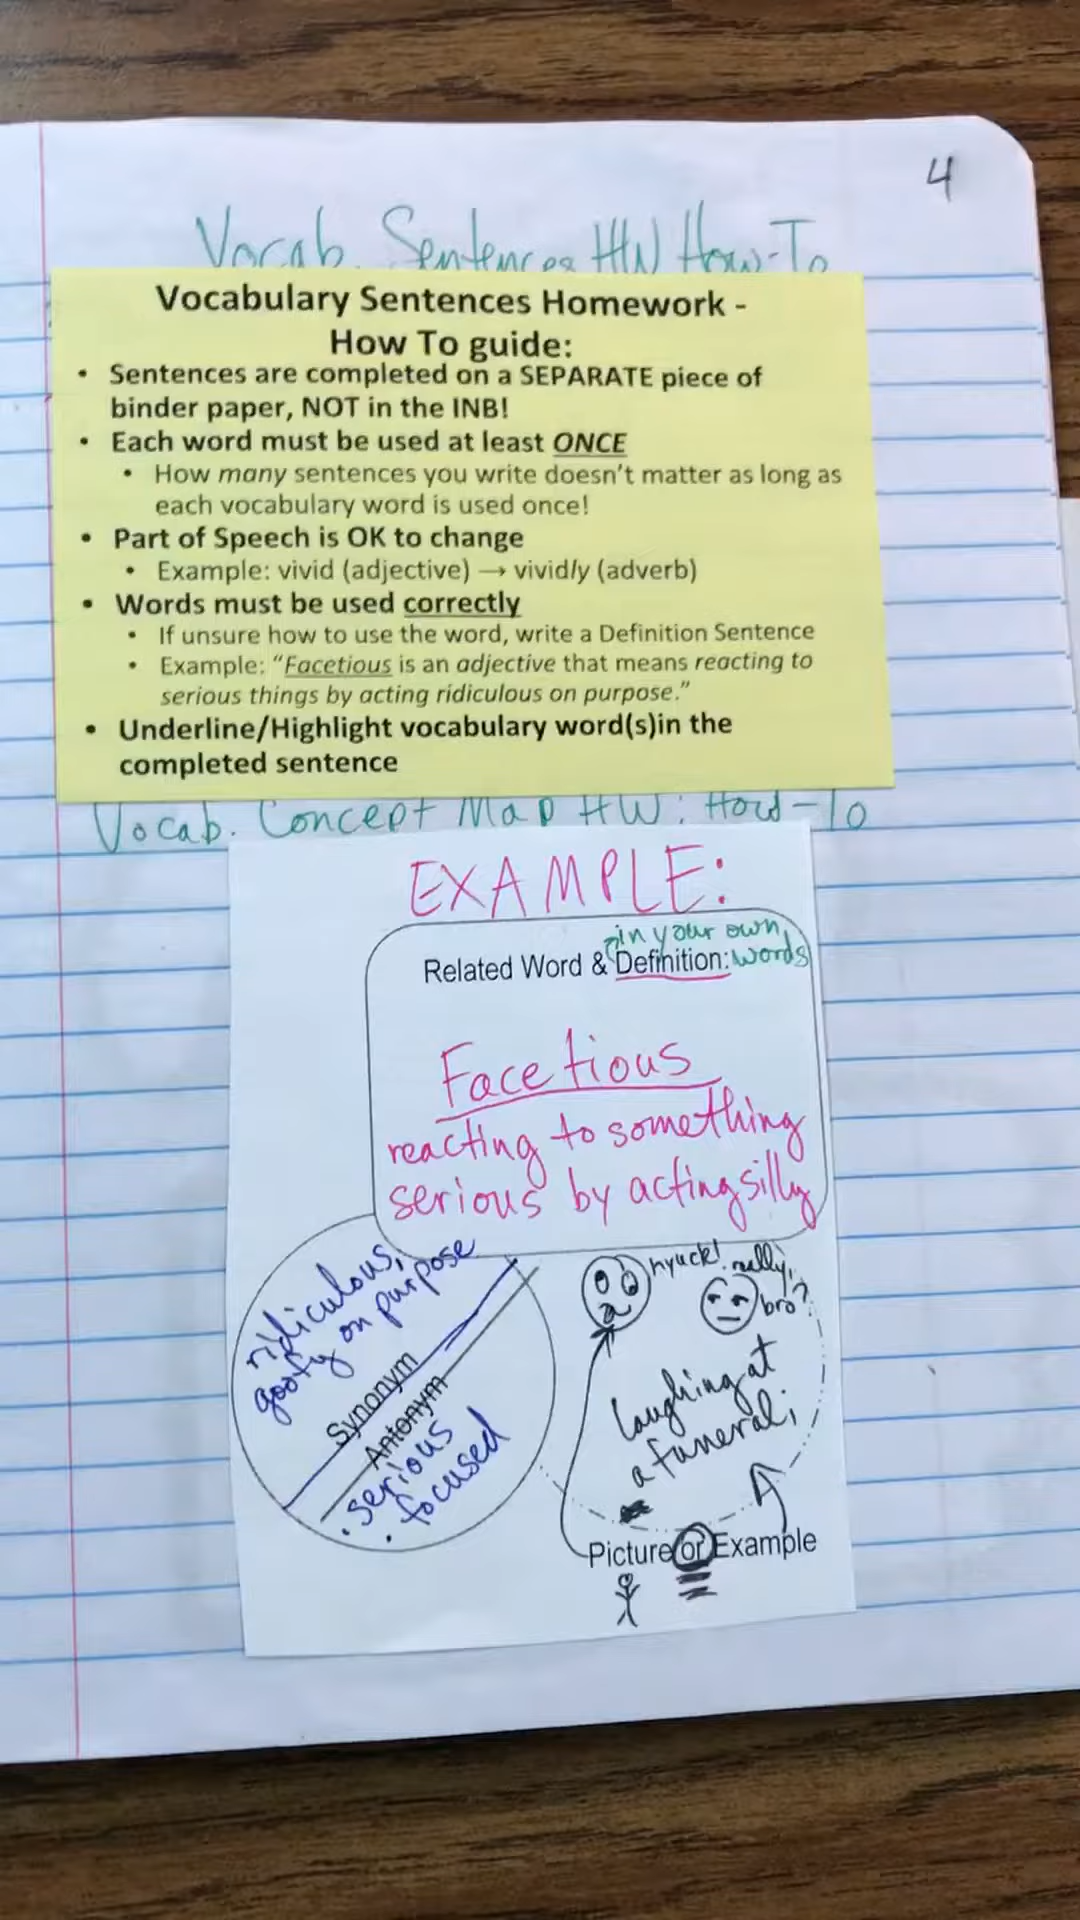 4
Vocab. Sentences HW How-To
Vocabulary Sentences Homework -
How To guide:
• Sentences are completed on a SEPARATE piece of
binder paper, NOT in the INB!
• Each word must be used at least ONCE
• How many sentences you write doesn't matter as long as
each vocabulary word is used once!
• Part of Speech is OK to change
• Example: vivid (adjective) → vividly (adverb)
• Words must be used correctly
• If unsure how to use the word, write a Definition Sentence
• Example: "Facetious is an adjective that means reacting to
serious things by acting ridiculous on purpose."
• Underline/Highlight vocabulary word(s)in the
completed sentence
Vocab. Concept Map HW: How-To
EXAMPLE:
in your own
Related Word & Definition: words
Facetious
reacting to something
serious by acting silly
ridiculous,
goofy on purpose
Synonym
Antonym
• serious
• focused
hyuck! really,
bro?
laughing at
a funeral;
Picture or Example